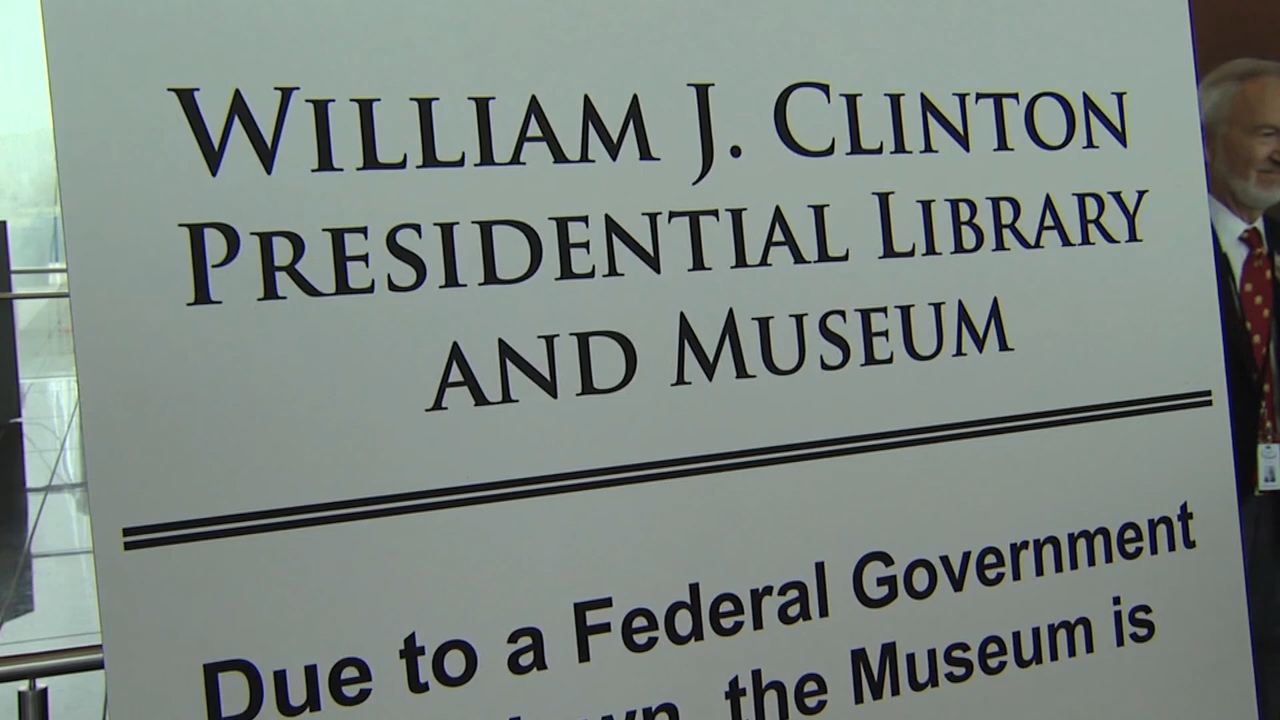 WILLIAM J. CLINTON
PRESIDENTIAL LIBRARY
AND MUSEUM
Due to a Federal Government
the Museum is